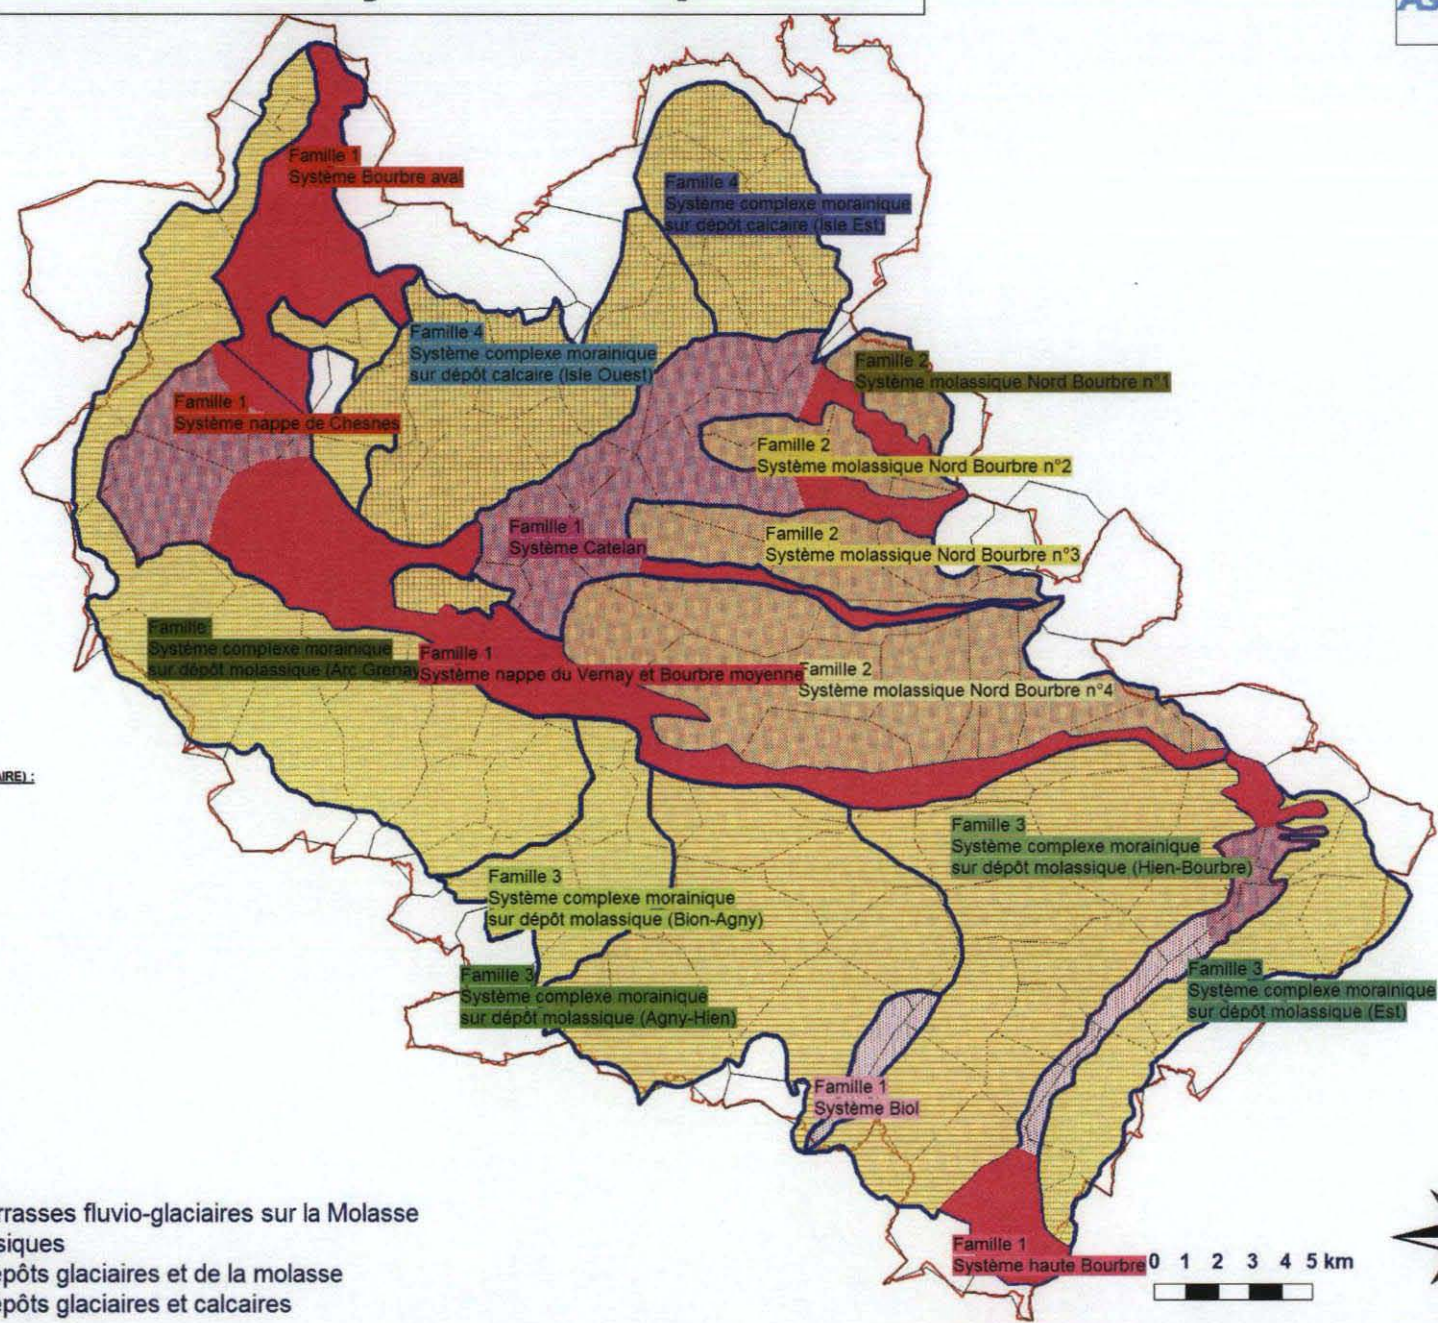 Famille 1
Système Bourbre aval
Famille 4
Système complexe morainique
sur dépôt calcaire (Isle Est)
Famille 4
Système complexe morainique
sur dépôt calcaire (Isle Ouest)
Famille 2
Système molassique Nord Bourbre n°1
Famille 1
Système nappe de Chesnes
Famille 2
Système molassique Nord Bourbre n°2
Famille 1
Système Catelan
Famille 2
Système molassique Nord Bourbre n°3
Famille
Système complexe morainique
sur dépôt molassique (Arc Grenay
Famille 1
Système nappe du Vernay et Bourbre moyenne
Famille 2
Système molassique Nord Bourbre n°4
AIRE) :
Famille 3
Système complexe morainique
sur dépôt molassique (Hien-Bourbre)
Famille 3
Système complexe morainique
sur dépôt molassique (Bion-Agny)
Famille 3
Système complexe morainique
sur dépôt molassique (Agny-Hien)
Famille 3
Système complexe morainique
sur dépôt molassique (Est)
Famille 1
Système Biol
Famille 1
Système haute Bourbre
0 1 2 3 4 5 km
rrasses fluvio-glaciaires sur la Molasse
siques
épôts glaciaires et de la molasse
épôts glaciaires et calcaires